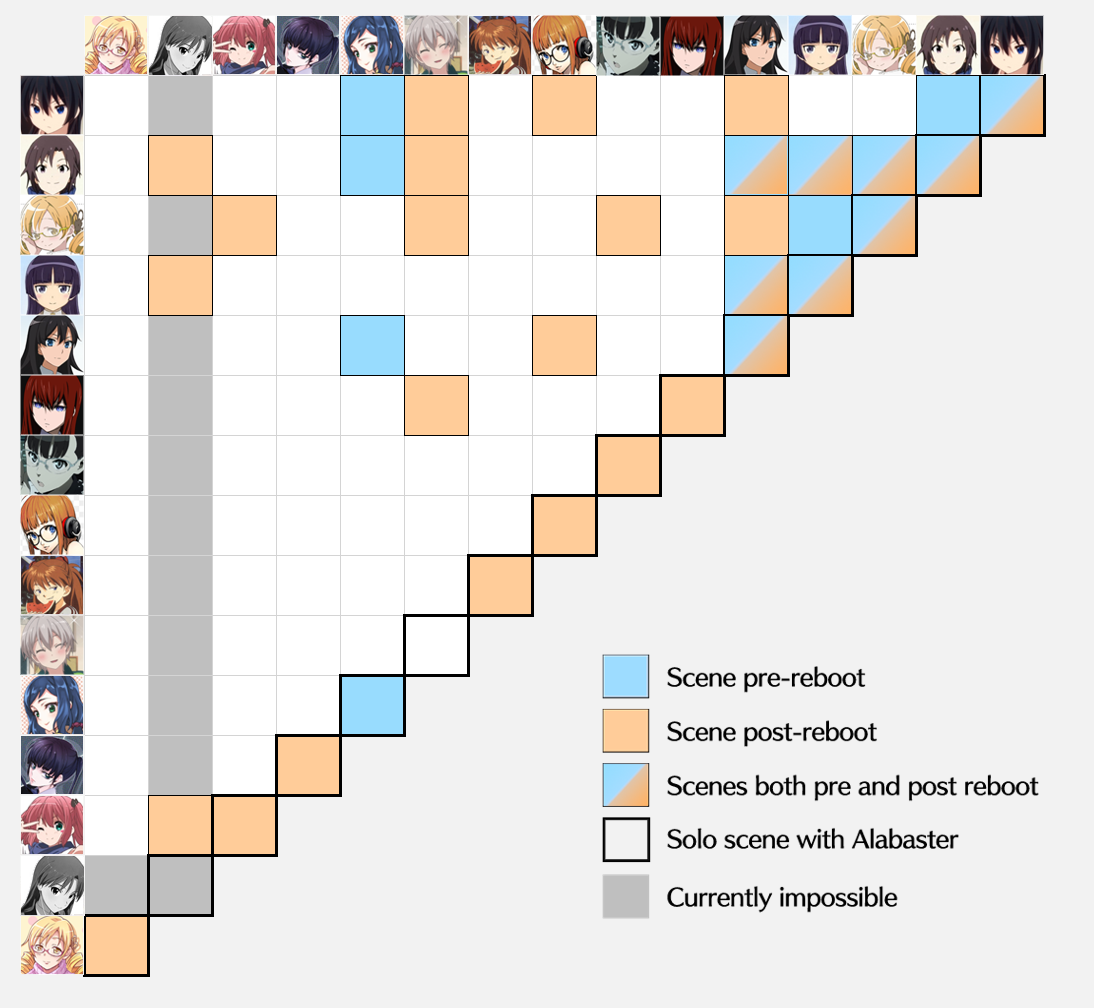 Scene pre-reboot
Scene post-reboot
Scenes both pre and post reboot
Solo scene with Alabaster
Currently impossible